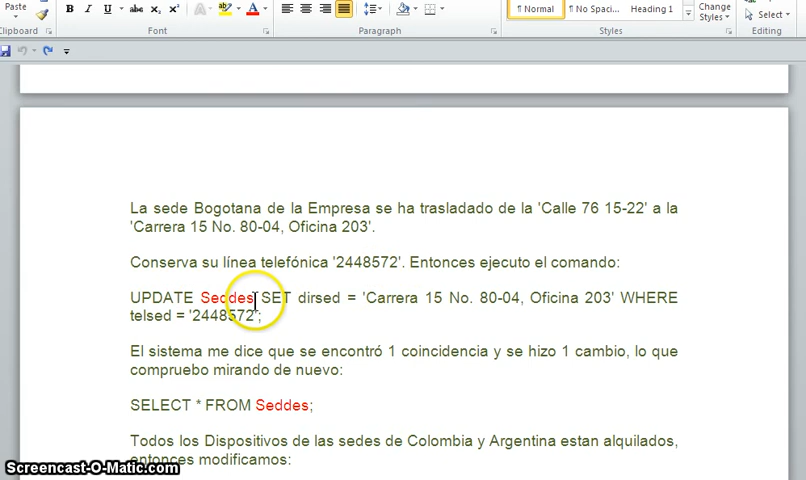 Paste
B I U abc X₂ X² A ab A
Normal No Spaci... Heading 1
Change
Styles
Select
Clipboard Font Paragraph Styles Editing
La sede Bogotana de la Empresa se ha trasladado de la 'Calle 76 15-22' a la
'Carrera 15 No. 80-04, Oficina 203'.
Conserva su línea telefónica '2448572'. Entonces ejecuto el comando:
UPDATE Seddes SET dirsed = 'Carrera 15 No. 80-04, Oficina 203' WHERE
telsed = '2448572';
El sistema me dice que se encontró 1 coincidencia y se hizo 1 cambio, lo que
compruebo mirando de nuevo:
SELECT * FROM Seddes;
Todos los Dispositivos de las sedes de Colombia y Argentina estan alquilados,
entonces modificamos:
Screencast-O-Matic.com